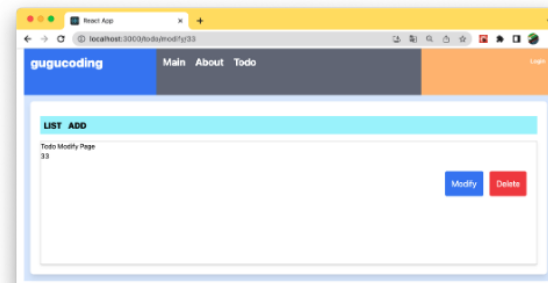 React App
localhost:3000/todo/modify/33
gugucoding Main About Todo Login
LIST ADD
Todo Modify Page
33
Modify Delete